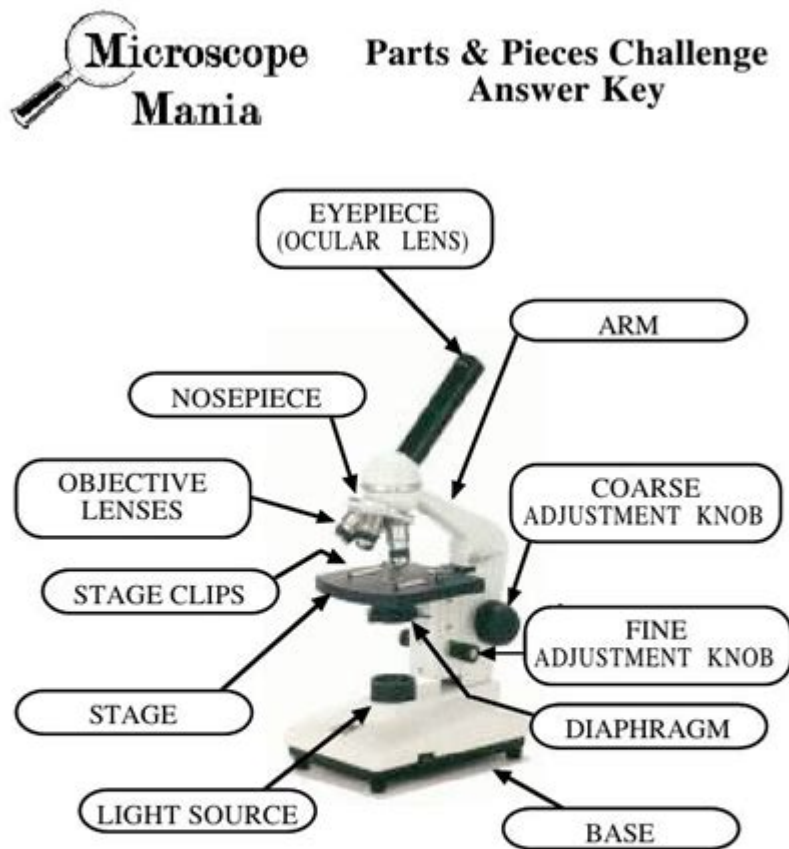 Microscope
Mania
Parts & Pieces Challenge
Answer Key
EYEPIECE
(OCULAR LENS)
ARM
NOSEPIECE
OBJECTIVE
LENSES
COARSE
ADJUSTMENT KNOB
STAGE CLIPS
FINE
ADJUSTMENT KNOB
STAGE
DIAPHRAGM
LIGHT SOURCE
BASE